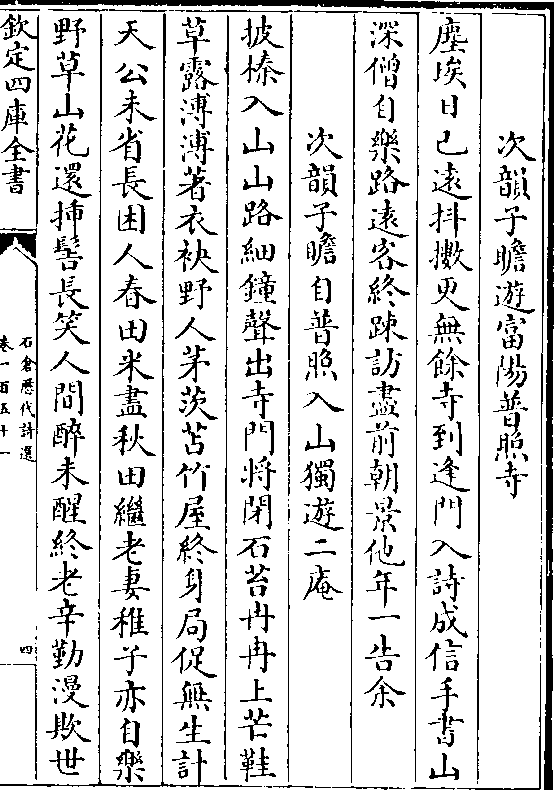 次韻子瞻遊富陽普照寺
塵埃日已遠抖擻更無餘寺到逢門入詩成信手書山
深僧自樂路遠客終疎訪盡前朝景他年一告余
次韻子瞻自普照入山獨遊二庵
披榛入山山路細鐘聲出寺門将閉石苔冉冉上芒鞋
草露漙漙著衣袂野人茅茨苫竹屋終身局促無生計
天公未省長困人春田米盡秋田繼老妻稚子亦自樂
野草山花還揷髻長笑人間醉未醒終老辛勤漫欺世
欽定四庫全書
石倉歷代詩選
卷一百五十一
四